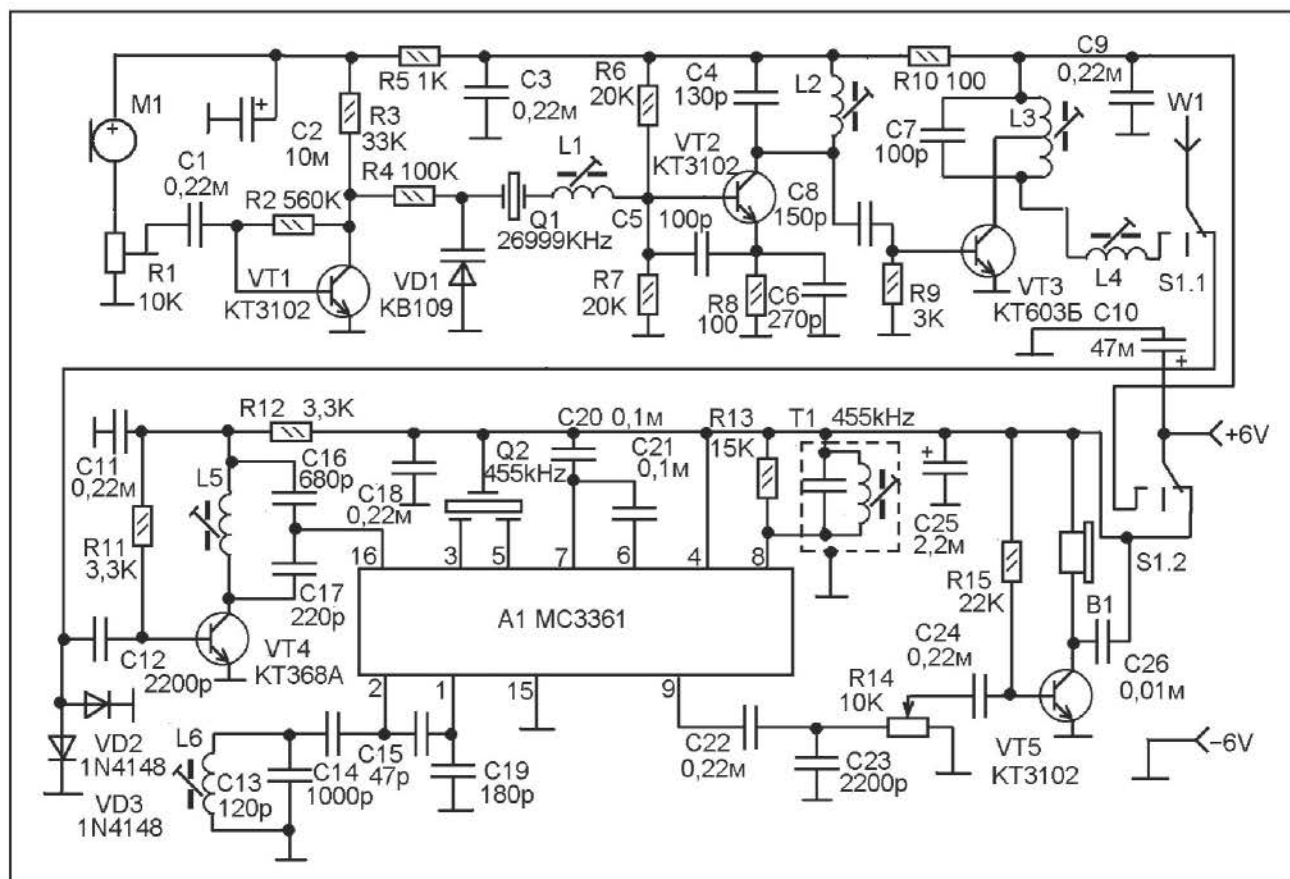 M1
C1
0,22м
R1
10K
R2 560K
VT1
КТ3102
C2
10м
R3
33K
R4 100K
R5 1K
C3
0,22м
VD1
КВ109
Q1
26999KHz
L1
R6
20K
C4
130p
VT2
КТ3102
C5
100p
R7
20K
R8
100
C6
270p
L2
C8
150p
R9
3K
R10 100
C7
100p
L3
VT3
КТ603Б
L4
C9
0,22м
W1
S1.1
C10
47м
+
+6V
S1.2
C11
0,22м
R11
3,3K
C12
2200p
VD2
1N4148
VD3
1N4148
R12 3,3K
L5
C16
680p
C17
220p
VT4
КТ368А
C18
0,22м
Q2
455kHz
C20 0,1м
C21
0,1м
R13
15K
T1 455kHz
+
C25
2,2м
R15
22K
B1
C26
0,01м
16
3
5
7
6
4
8
A1 MC3361
2
1
15
9
L6
C13
120p
C14
1000p
C15
47p
C19
180p
C22
0,22м
C23
2200p
R14
10K
C24
0,22м
VT5
КТ3102
−6V